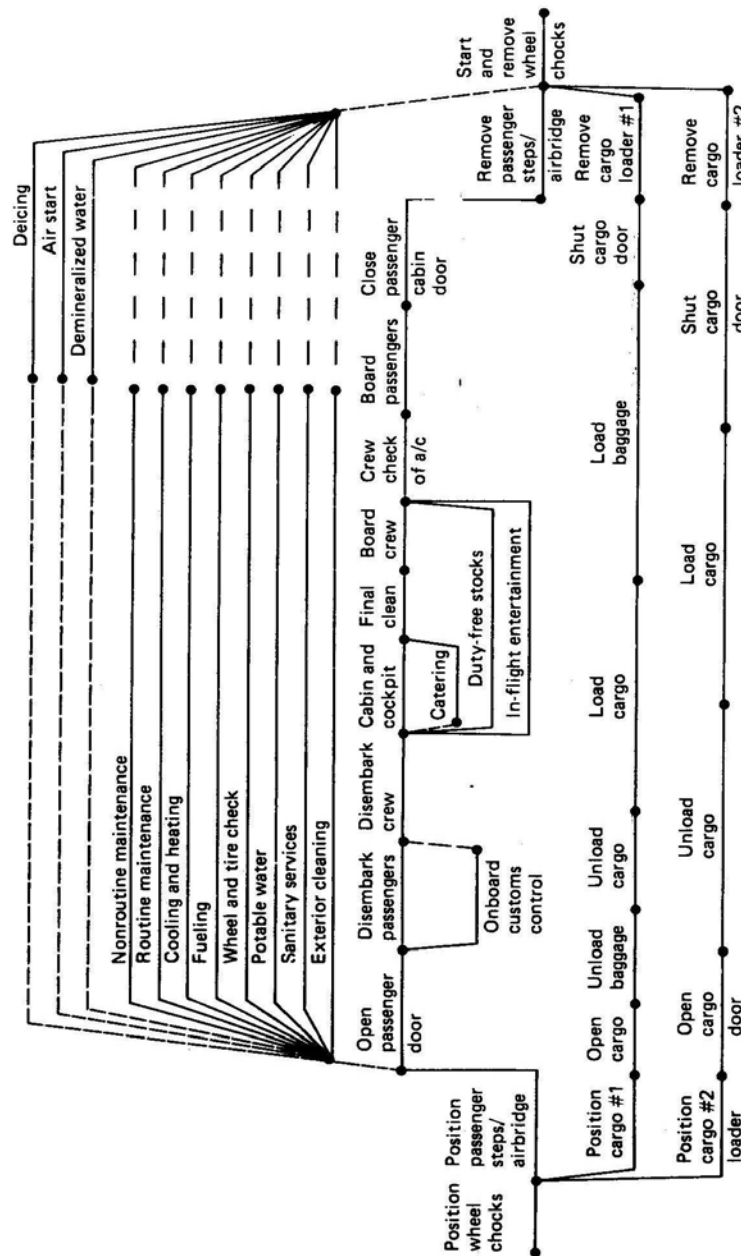 Deicing
Air start
Demineralized water
Nonroutine maintenance
Routine maintenance
Cooling and heating
Fueling
Wheel and tire check
Potable water
Sanitary services
Exterior cleaning
Open
passenger
door
Disembark
passengers
Disembark
crew
Cabin and
cockpit
Final
clean
Board
crew
Crew
check
of a/c
Board
passengers
Close
passenger
cabin
door
Catering
Duty-free stocks
In-flight entertainment
Onboard
customs
control
Position
wheel
chocks
Position
passenger
steps/
airbridge
Remove
passenger
steps/
airbridge
Start
and
remove
wheel
chocks
Position
cargo #1
Open
cargo
Unload
baggage
Unload
cargo
Load
cargo
Load
baggage
Shut
cargo
door
Remove
cargo
loader #1
Position
cargo #2
loader
Open
cargo
door
Unload
cargo
Load
cargo
Shut
cargo
door
Remove
cargo
loader #2